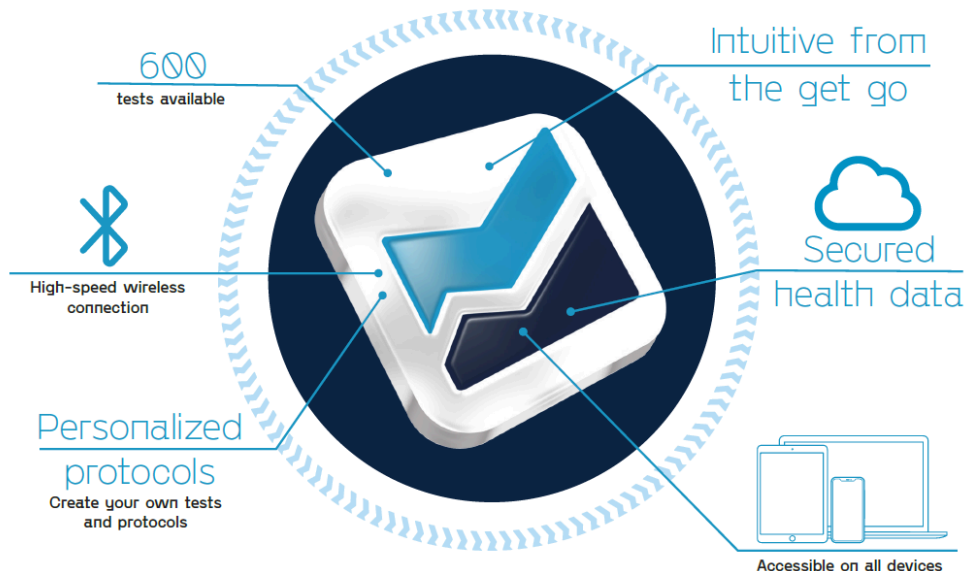 600
tests available
Intuitive from
the get go
High-speed wireless
connection
Secured
health data
Personalized
protocols
Create your own tests
and protocols
Accessible on all devices